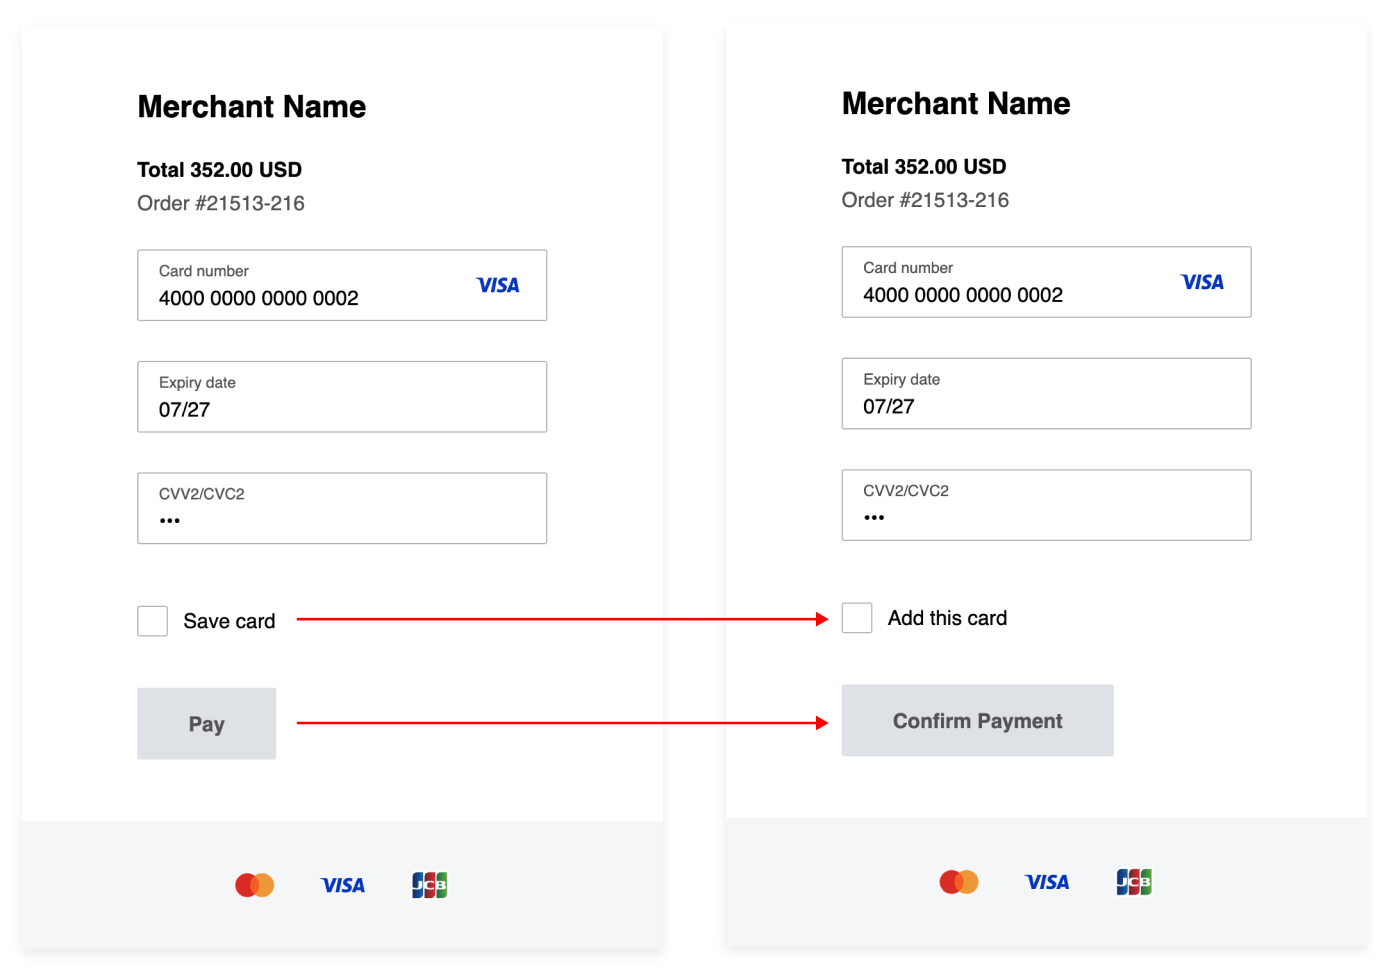 Merchant Name
Total 352.00 USD
Order #21513-216
Card number
4000 0000 0000 0002
VISA
Expiry date
07/27
CVV2/CVC2
•••
Save card
Pay
VISA
JCB
Merchant Name
Total 352.00 USD
Order #21513-216
Card number
4000 0000 0000 0002
VISA
Expiry date
07/27
CVV2/CVC2
•••
Add this card
Confirm Payment
VISA
JCB